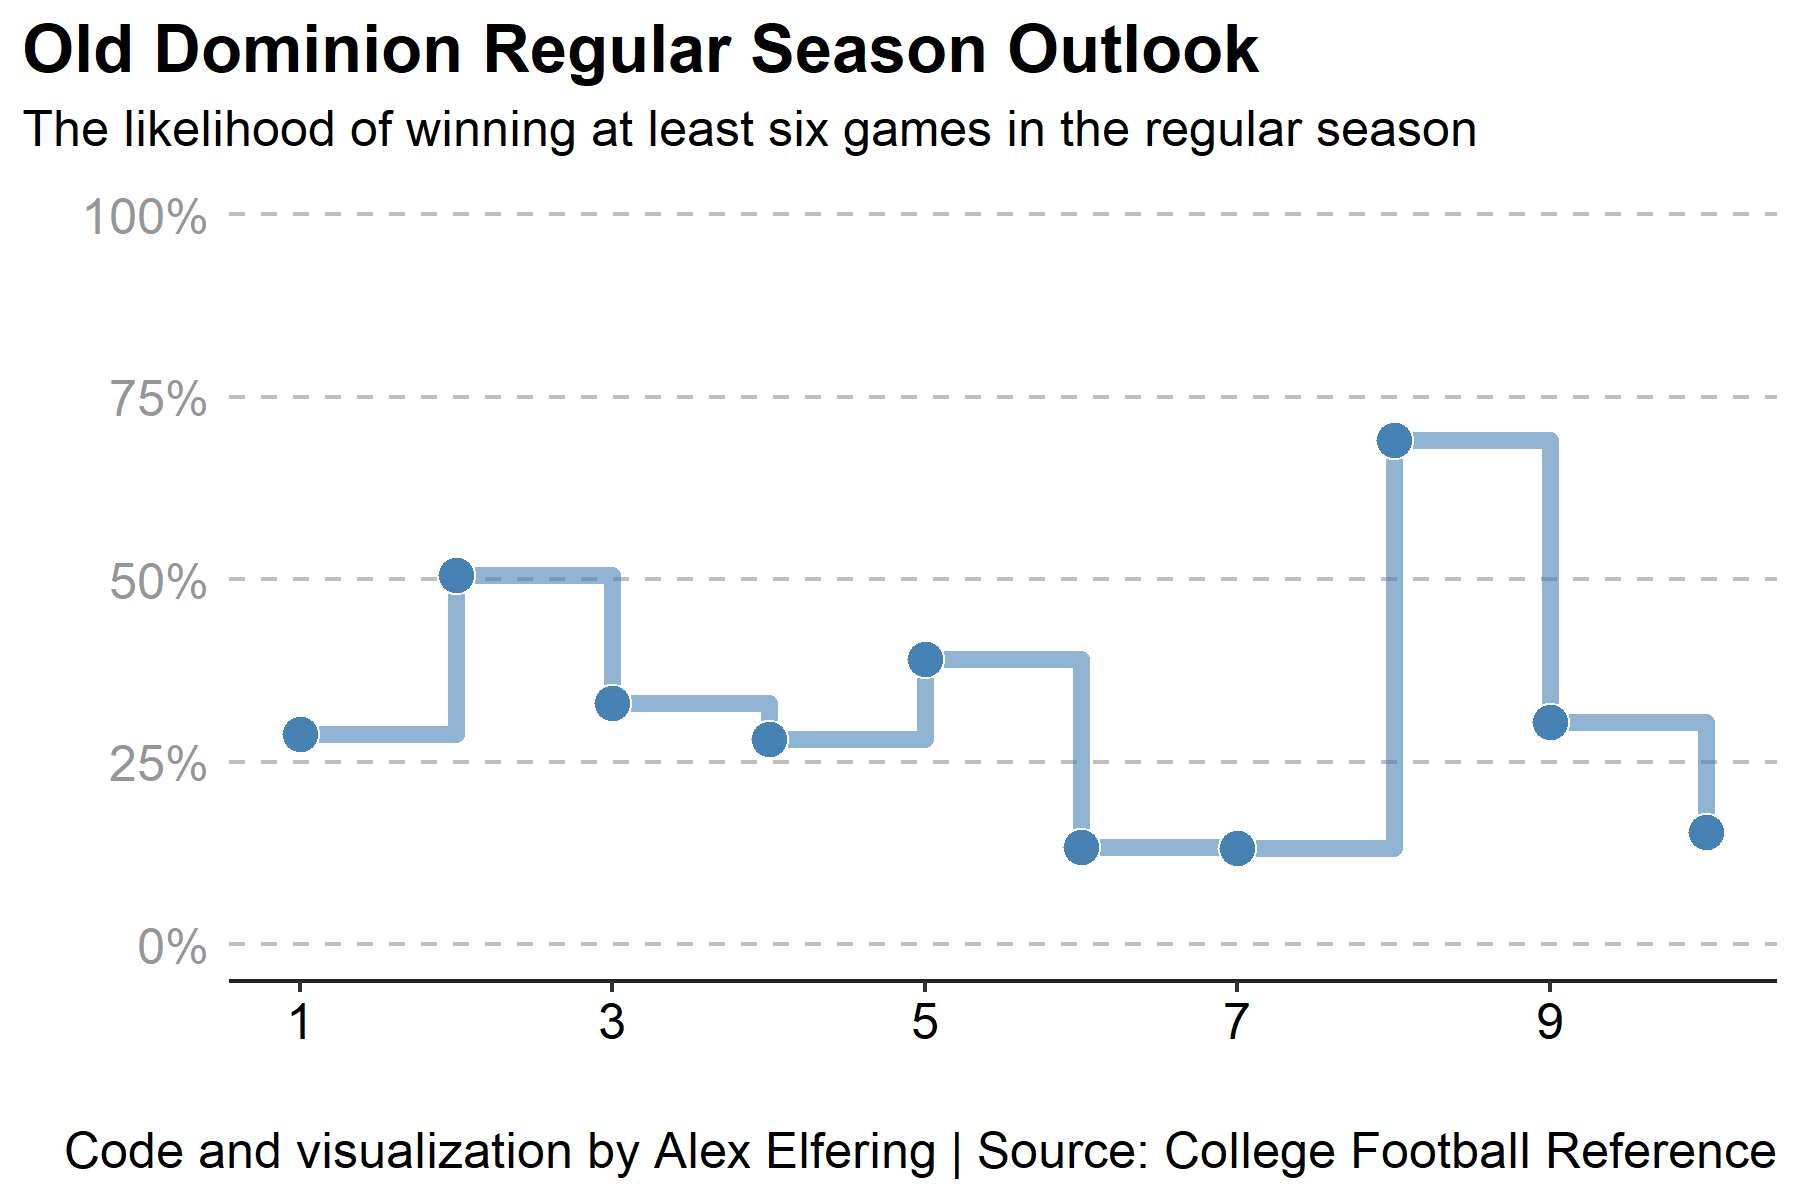 Old Dominion Regular Season Outlook
The likelihood of winning at least six games in the regular season
100%
75%
50%
25%
0%
1 3 5 7 9
Code and visualization by Alex Elfering | Source: College Football Reference